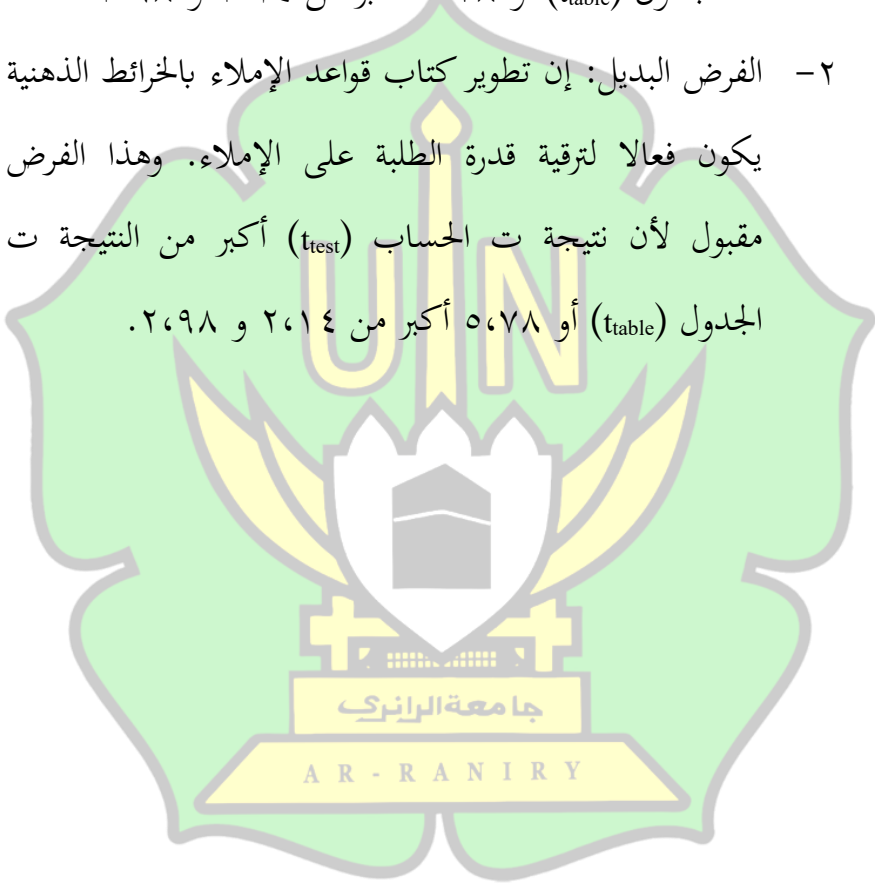 ٢- الفرض البديل: إن تطوير كتاب قواعد الإملاء بالخرائط الذهنية
يكون فعالا لترقية قدرة الطلبة على الإملاء. وهذا الفرض
مقبول لأن نتيجة ت الحساب (ttest) أكبر من النتيجة ت
الجدول (ttable) أو ٥،٧٨ أكبر من ٢،١٤ و ٢،٩٨.
UIN
جامعة الرانري
AR-RANIRY